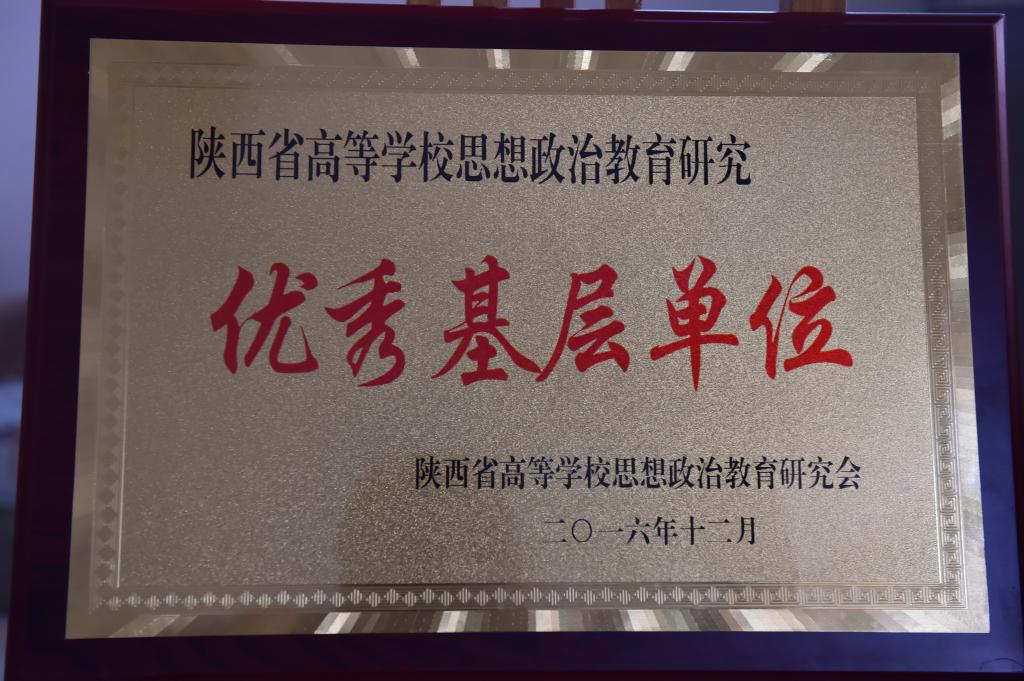 陕西省高等学校思想政治教育研究
优秀基层单位
陕西省高等学校思想政治教育研究会
二〇一六年十二月